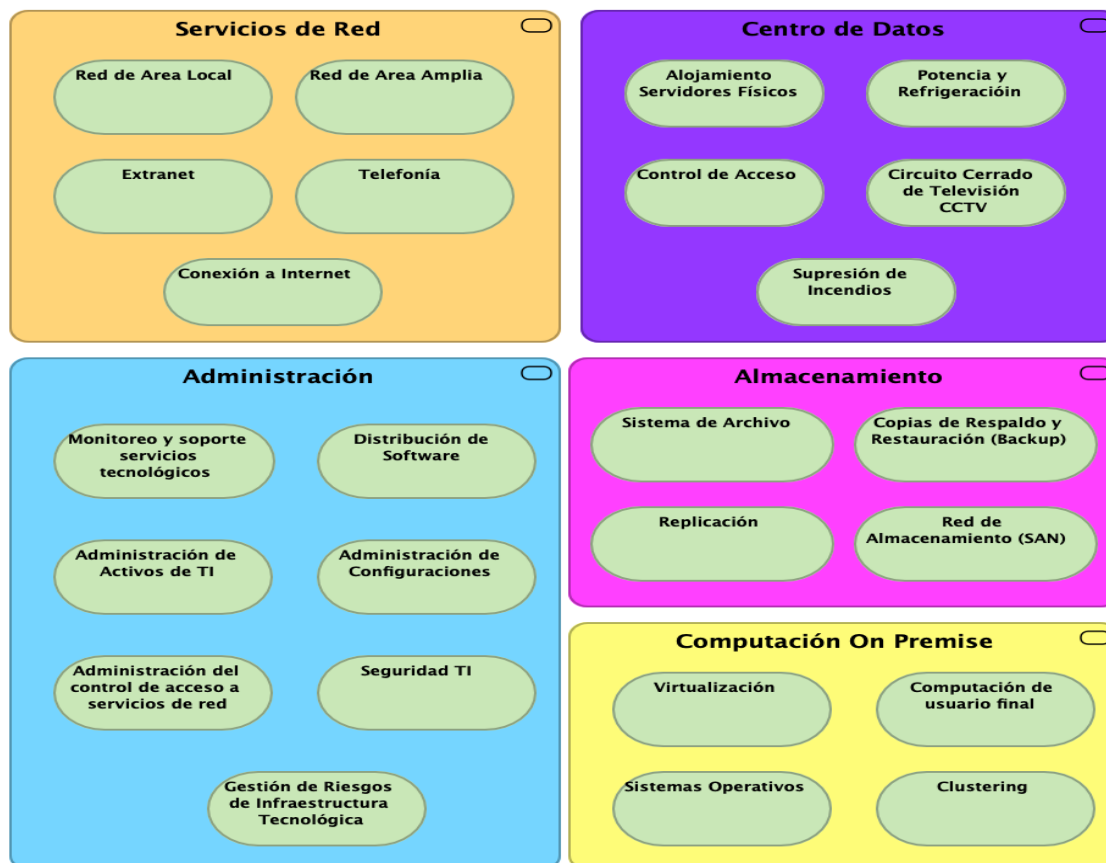 Servicios de Red
Red de Area Local
Red de Area Amplia
Extranet
Telefonía
Conexión a Internet
Centro de Datos
Alojamiento
Servidores Físicos
Potencia y
Refrigeracióin
Control de Acceso
Circuito Cerrado
de Televisión
CCTV
Supresión de
Incendios
Administración
Monitoreo y soporte
servicios
tecnológicos
Distribución de
Software
Administración de
Activos de TI
Administración de
Configuraciones
Administración del
control de acceso a
servicios de red
Seguridad TI
Gestión de Riesgos
de Infraestructura
Tecnológica
Almacenamiento
Sistema de Archivo
Copias de Respaldo y
Restauración (Backup)
Replicación
Red de
Almacenamiento (SAN)
Computación On Premise
Virtualización
Computación de
usuario final
Sistemas Operativos
Clustering